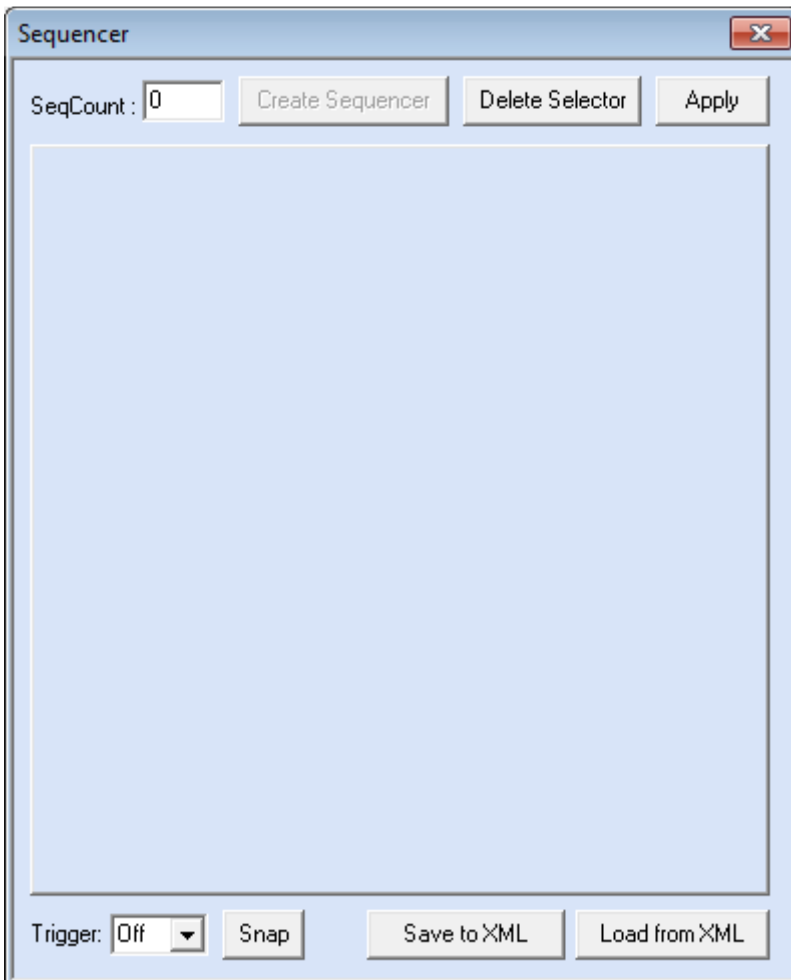 Sequencer
SeqCount : 0 Create Sequencer Delete Selector Apply
Trigger: Off Snap Save to XML Load from XML